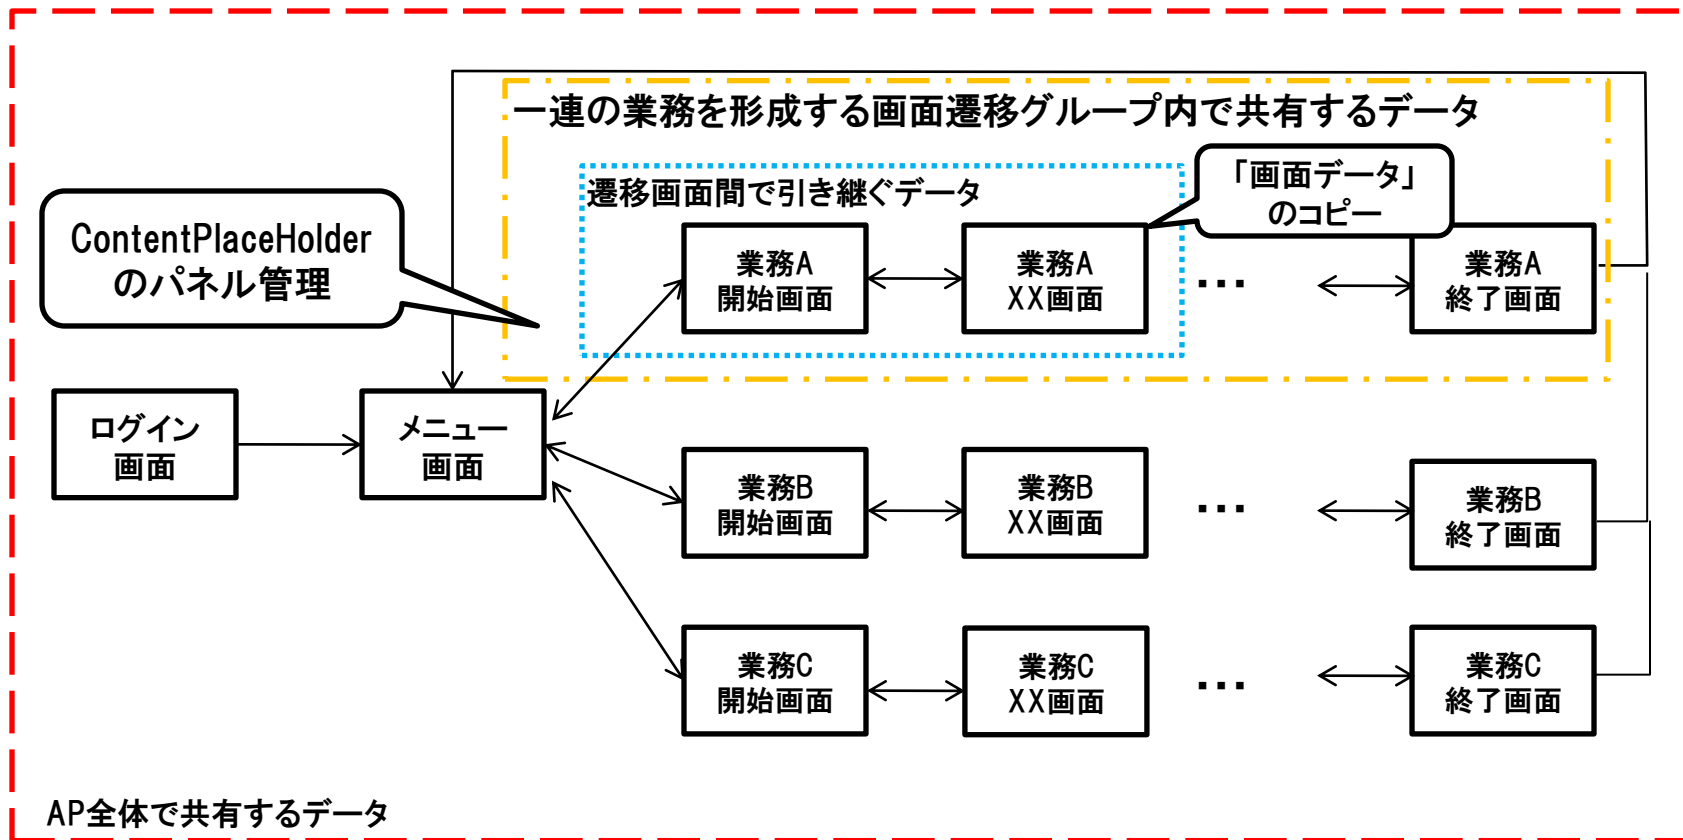 一連の業務を形成する画面遷移グループ内で共有するデータ
遷移画面間で引き継ぐデータ
「画面データ」
のコピー
ContentPlaceHolder
のパネル管理
業務A
開始画面
業務A
XX画面
...
業務A
終了画面
ログイン
画面
メニュー
画面
業務B
開始画面
業務B
XX画面
...
業務B
終了画面
業務C
開始画面
業務C
XX画面
...
業務C
終了画面
AP全体で共有するデータ